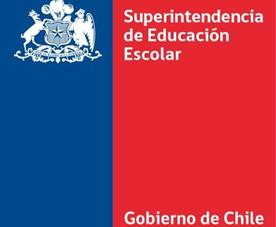 Superintendencia
de Educación
Escolar
Gobierno de Chile